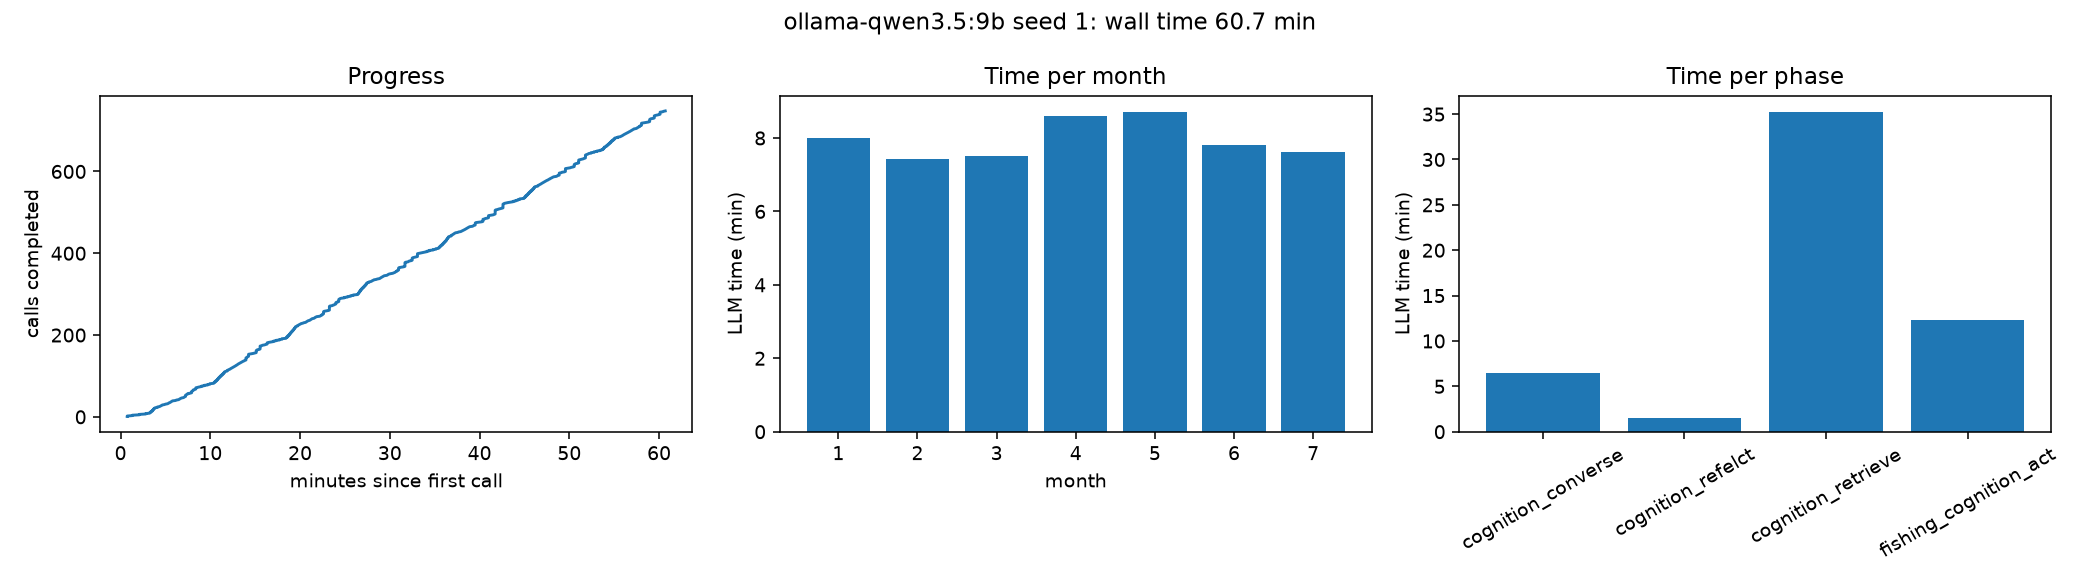 ollama-qwen3.5:9b seed 1: wall time 60.7 min
Progress
calls completed
600
400
200
0
0 10 20 30 40 50 60
minutes since first call
Time per month
LLM time (min)
8
6
4
2
0
1 2 3 4 5 6 7
month
Time per phase
LLM time (min)
35
30
25
20
15
10
5
0
cognition_converse
cognition_refelct
cognition_retrieve
fishing_cognition_act